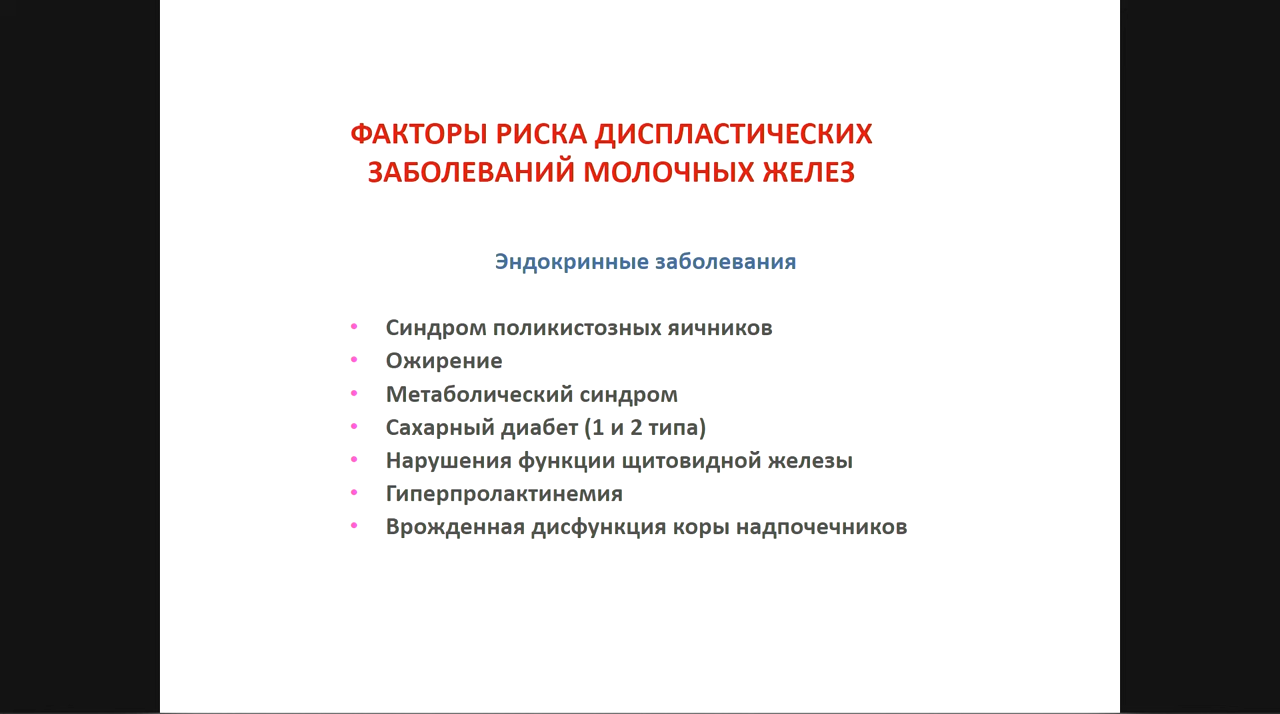 ФАКТОРЫ РИСКА ДИСПЛАСТИЧЕСКИХ
ЗАБОЛЕВАНИЙ МОЛОЧНЫХ ЖЕЛЕЗ
Эндокринные заболевания
• Синдром поликистозных яичников
• Ожирение
• Метаболический синдром
• Сахарный диабет (1 и 2 типа)
• Нарушения функции щитовидной железы
• Гиперпролактинемия
• Врожденная дисфункция коры надпочечников